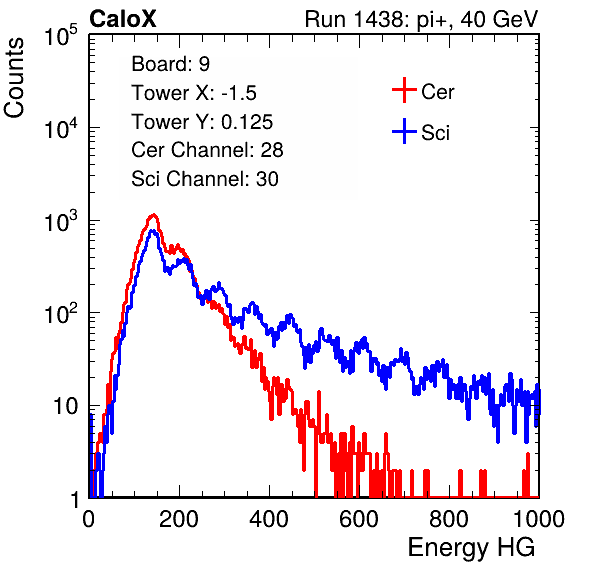 CaloX Run 1438: pi+, 40 GeV
Counts
Board: 9
Tower X: -1.5
Tower Y: 0.125
Cer Channel: 28
Sci Channel: 30
Cer
Sci
10^5
10^4
10^3
10^2
10
1
0 200 400 600 800 1000
Energy HG